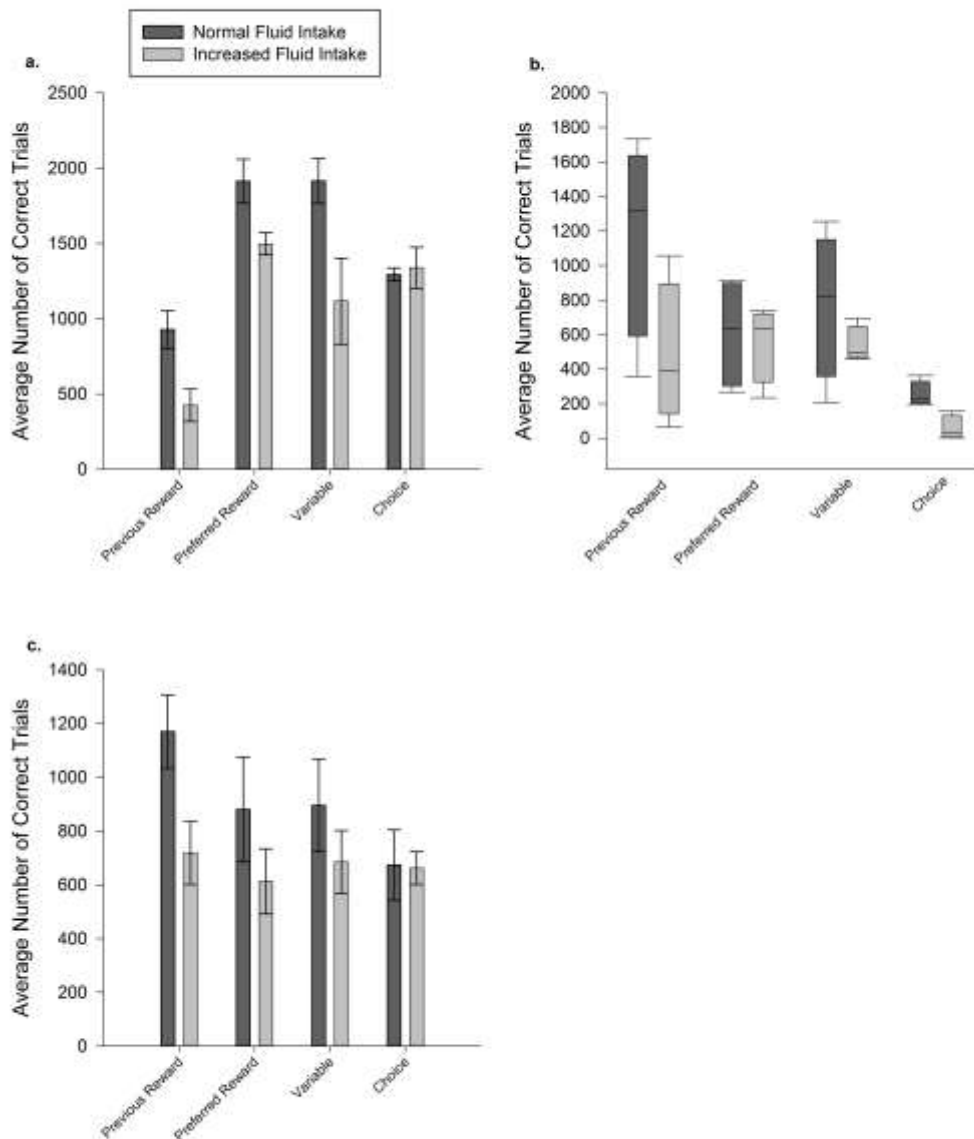 Normal Fluid Intake
Increased Fluid Intake
a.
Average Number of Correct Trials
2500
2000
1500
1000
500
0
Previous Reward
Preferred Reward
Variable
Choice
b.
Average Number of Correct Trials
2000
1800
1600
1400
1200
1000
800
600
400
200
0
Previous Reward
Preferred Reward
Variable
Choice
c.
Average Number of Correct Trials
1400
1200
1000
800
600
400
200
0
Previous Reward
Preferred Reward
Variable
Choice